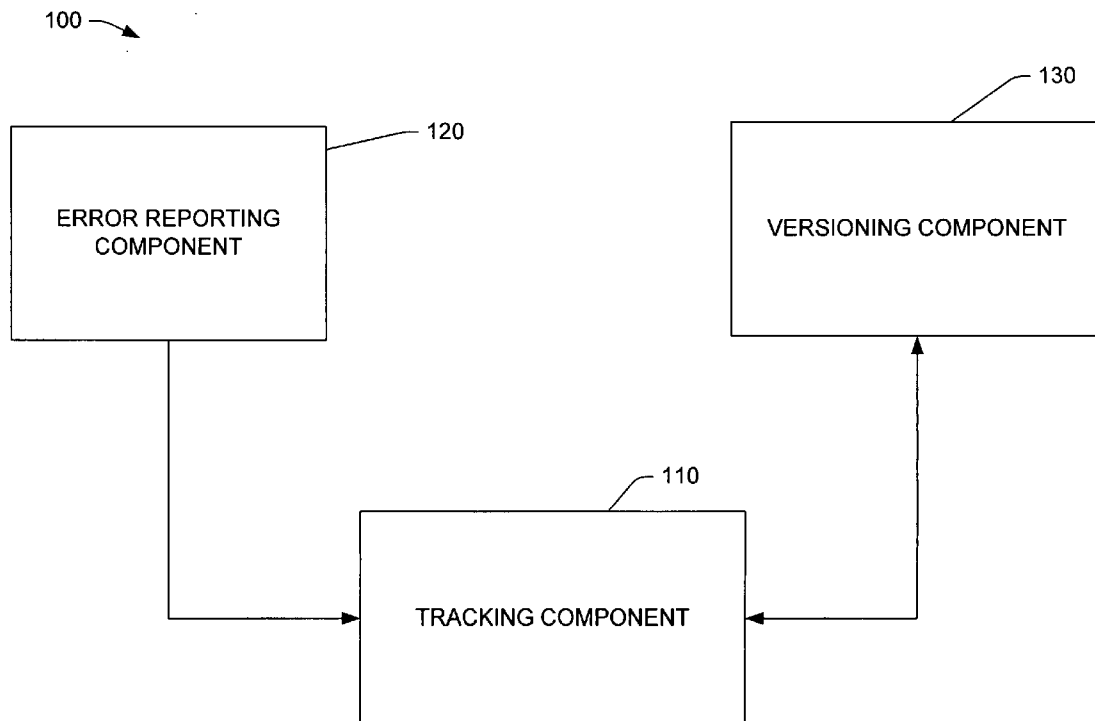 100
130
120
ERROR REPORTING
COMPONENT
VERSIONING COMPONENT
110
TRACKING COMPONENT